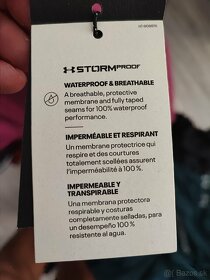 STORMPROOF
WATERPROOF & BREATHABLE
A breathable, protective
membrane and fully taped
seams for 100% waterproof
performance.
IMPERMÉABLE ET RESPIRANT
Un membrane protectrice qui
respire et des courtures
totalement scellées assurent
l'imperméabilité à 100 %.
IMPERMEABLE Y
TRANSPIRABLE
Una membrana protectora
respirable y costuras
completamente selladas, para
un desempeño 100 %
resistente al agua.
Bazos.sk